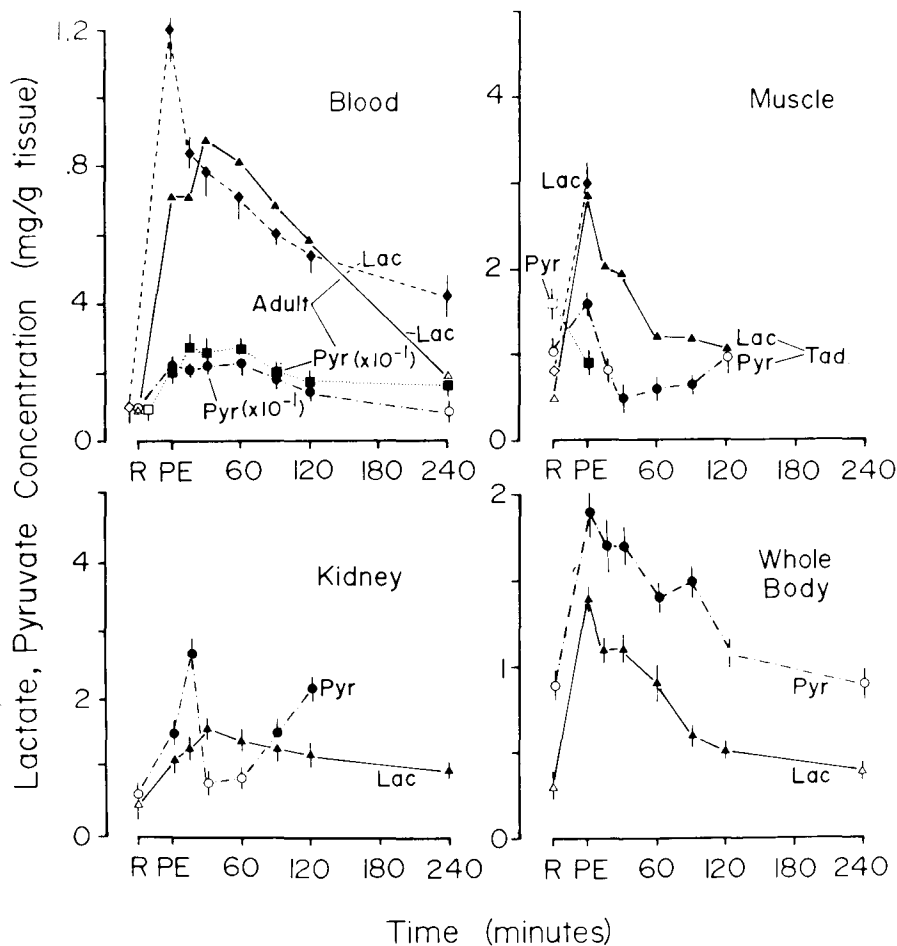 Lactate, Pyruvate Concentration (mg/g tissue)
1.2
.8
.4
0
Blood
Lac
Adult
Lac
Pyr (x10⁻¹)
Pyr (x10⁻¹)
R PE 60 120 180 240
4
2
0
Muscle
Lac
Pyr
Lac
Pyr
Tad.
R PE 60 120 180 240
4
2
0
Kidney
Pyr
Lac
R PE 60 120 180 240
2
1
0
Whole
Body
Pyr
Lac
R PE 60 120 180 240
Time (minutes)